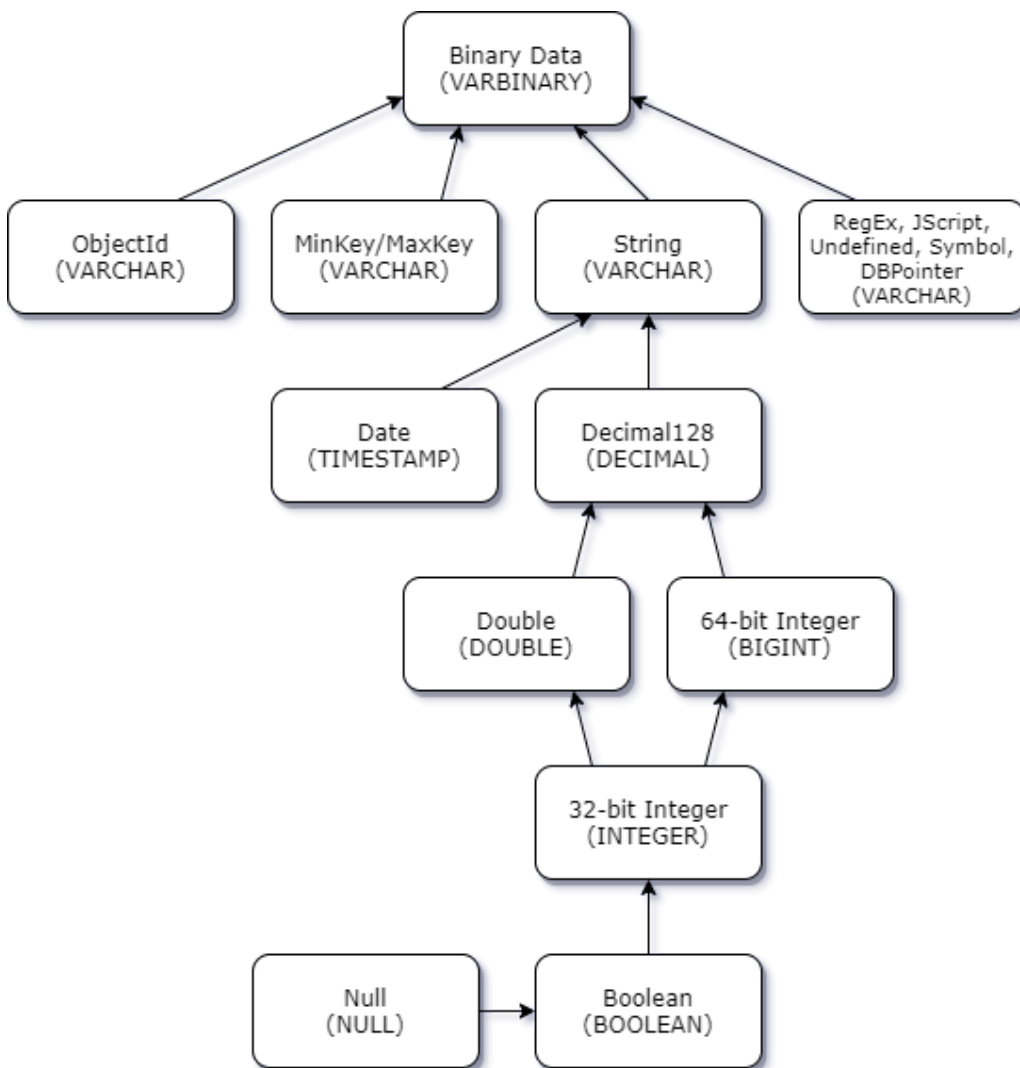 Binary Data
(VARBINARY)
ObjectId
(VARCHAR)
MinKey/MaxKey
(VARCHAR)
String
(VARCHAR)
RegEx, JScript,
Undefined, Symbol,
DBPointer
(VARCHAR)
Date
(TIMESTAMP)
Decimal128
(DECIMAL)
Double
(DOUBLE)
64-bit Integer
(BIGINT)
32-bit Integer
(INTEGER)
Null
(NULL)
Boolean
(BOOLEAN)